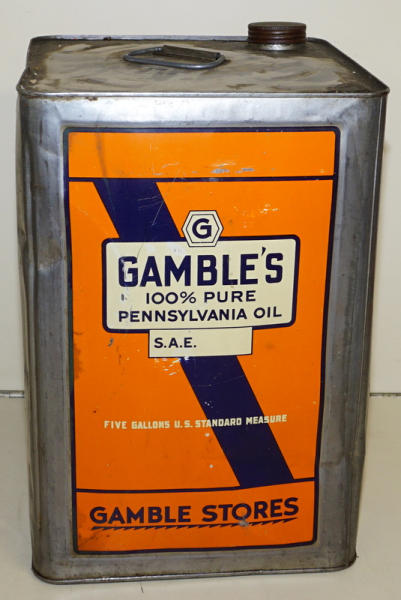 G
GAMBLE'S
100% PURE
PENNSYLVANIA OIL
S.A.E.
FIVE GALLONS U.S. STANDARD MEASURE
GAMBLE STORES